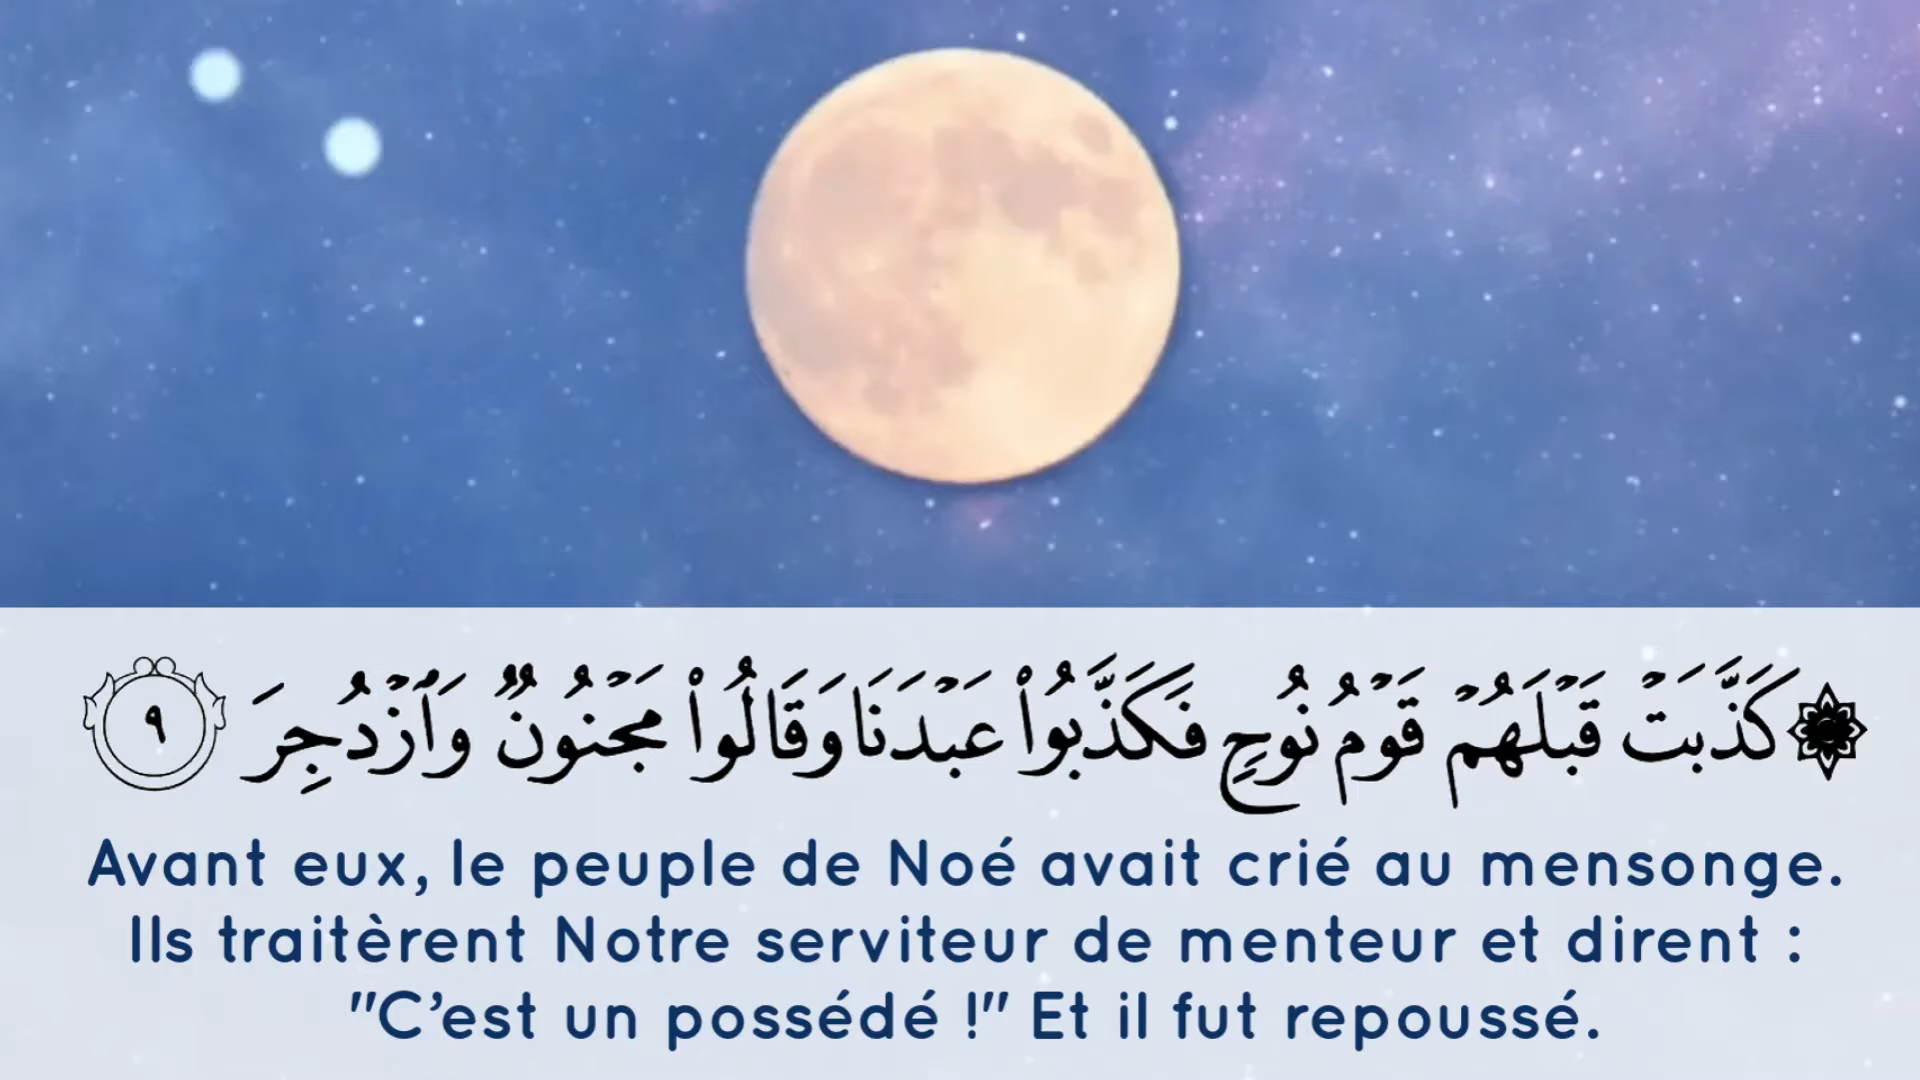 ۞ كَذَّبَتۡ قَبۡلَهُمۡ قَوۡمُ نُوحٖ فَكَذَّبُواْ عَبۡدَنَا وَقَالُواْ مَجۡنُونٞ وَٱزۡدُجِرَ ٩
Avant eux, le peuple de Noé avait crié au mensonge.
Ils traitèrent Notre serviteur de menteur et dirent :
"C’est un possédé !" Et il fut repoussé.